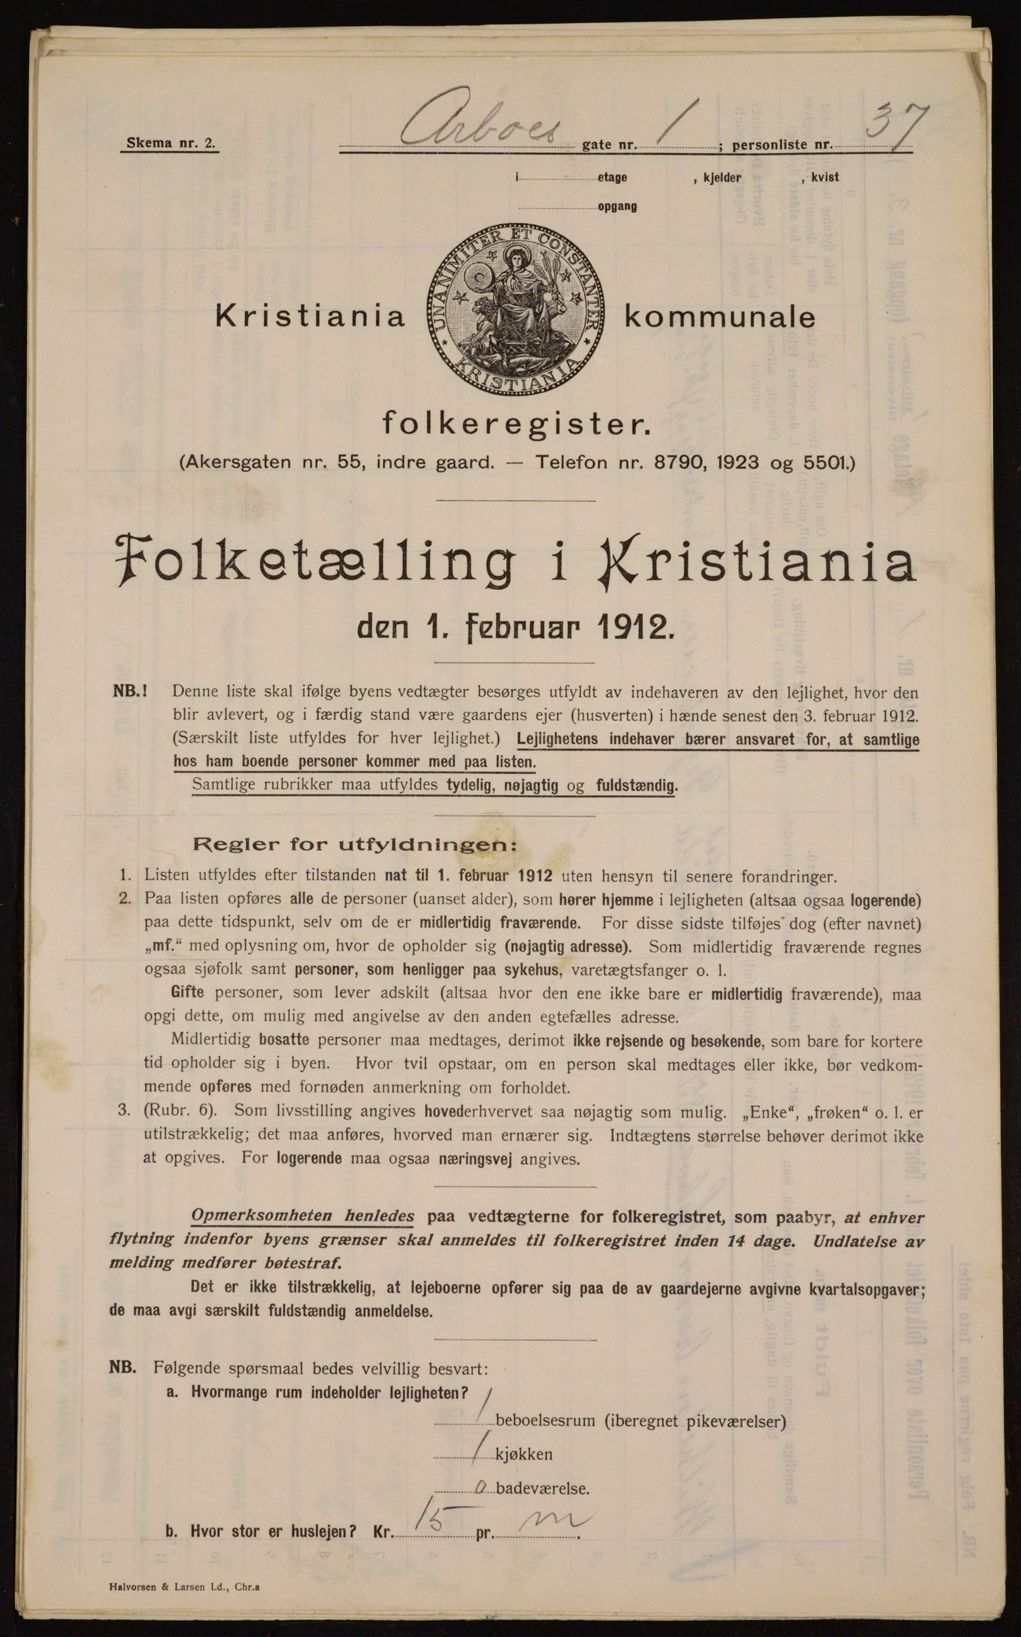 Skema nr. 2.
Arboes gate nr. 1 ; personliste nr. 37
i etage , kjelder , kvist
opgang
UNANIMITER ET CONSTANTER
KRISTIANIA
Kristiania kommunale
folkeregister.
(Akersgaten nr. 55, indre gaard. — Telefon nr. 8790, 1923 og 5501.)
Folketælling i Kristiania
den 1. februar 1912.
NB.! Denne liste skal ifølge byens vedtægter besørges utfyldt av indehaveren av den lejlighet, hvor den
blir avlevert, og i færdig stand være gaardens ejer (husverten) i hænde senest den 3. februar 1912.
(Særskilt liste utfyldes for hver lejlighet.) Lejlighetens indehaver bærer ansvaret for, at samtlige
hos ham boende personer kommer med paa listen.
Samtlige rubrikker maa utfyldes tydelig, nøjagtig og fuldstændig.
Regler for utfyldningen:
1. Listen utfyldes efter tilstanden nat til 1. februar 1912 uten hensyn til senere forandringer.
2. Paa listen opføres alle de personer (uanset alder), som hører hjemme i lejligheten (altsaa ogsaa logerende)
paa dette tidspunkt, selv om de er midlertidig fraværende. For disse sidste tilføjes dog (efter navnet)
„mf.“ med oplysning om, hvor de opholder sig (nøjagtig adresse). Som midlertidig fraværende regnes
ogsaa sjøfolk samt personer, som henligger paa sykehus, varetægtsfanger o. l.
Gifte personer, som lever adskilt (altsaa hvor den ene ikke bare er midlertidig fraværende), maa
opgi dette, om mulig med angivelse av den anden egtefælles adresse.
Midlertidig bosatte personer maa medtages, derimot ikke rejsende og besøkende, som bare for kortere
tid opholder sig i byen. Hvor tvil opstaar, om en person skal medtages eller ikke, bør vedkom-
mende opføres med fornøden anmerkning om forholdet.
3. (Rubr. 6). Som livsstilling angives hovederhvervet saa nøjagtig som mulig. „Enke“, „frøken“ o. l. er
utilstrækkelig; det maa anføres, hvorved man ernærer sig. Indtægtens størrelse behøver derimot ikke
at opgives. For logerende maa ogsaa næringsvej angives.
Opmerksomheten henledes paa vedtægterne for folkeregistret, som paabyr, at enhver
flytning indenfor byens grænser skal anmeldes til folkeregistret inden 14 dage. Undlatelse av
melding medfører bøtestraf.
Det er ikke tilstrækkelig, at lejeboerne opfører sig paa de av gaardejerne avgivne kvartalsopgaver;
de maa avgi særskilt fuldstændig anmeldelse.
NB. Følgende spørsmaal bedes velvillig besvart:
a. Hvormange rum indeholder lejligheten?
1 beboelsesrum (iberegnet pikeværelser)
1 kjøkken
0 badeværelse.
b. Hvor stor er huslejen? Kr. 15 pr. m.
Halvorsen & Larsen Ld., Chr.a